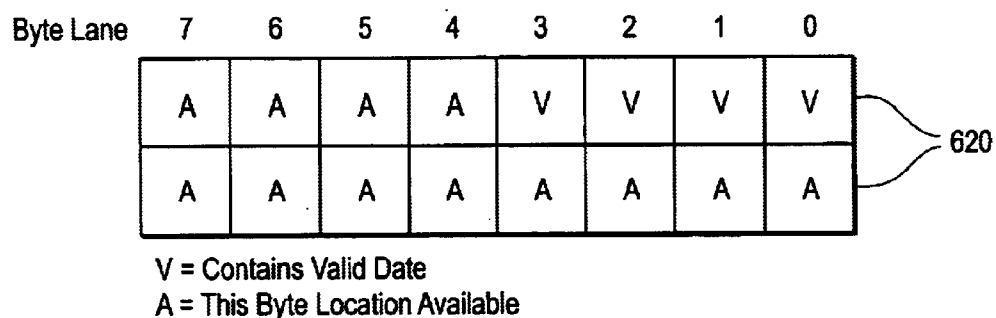 Byte Lane 7 6 5 4 3 2 1 0
A A A A V V V V
620
A A A A A A A A
V = Contains Valid Date
A = This Byte Location Available